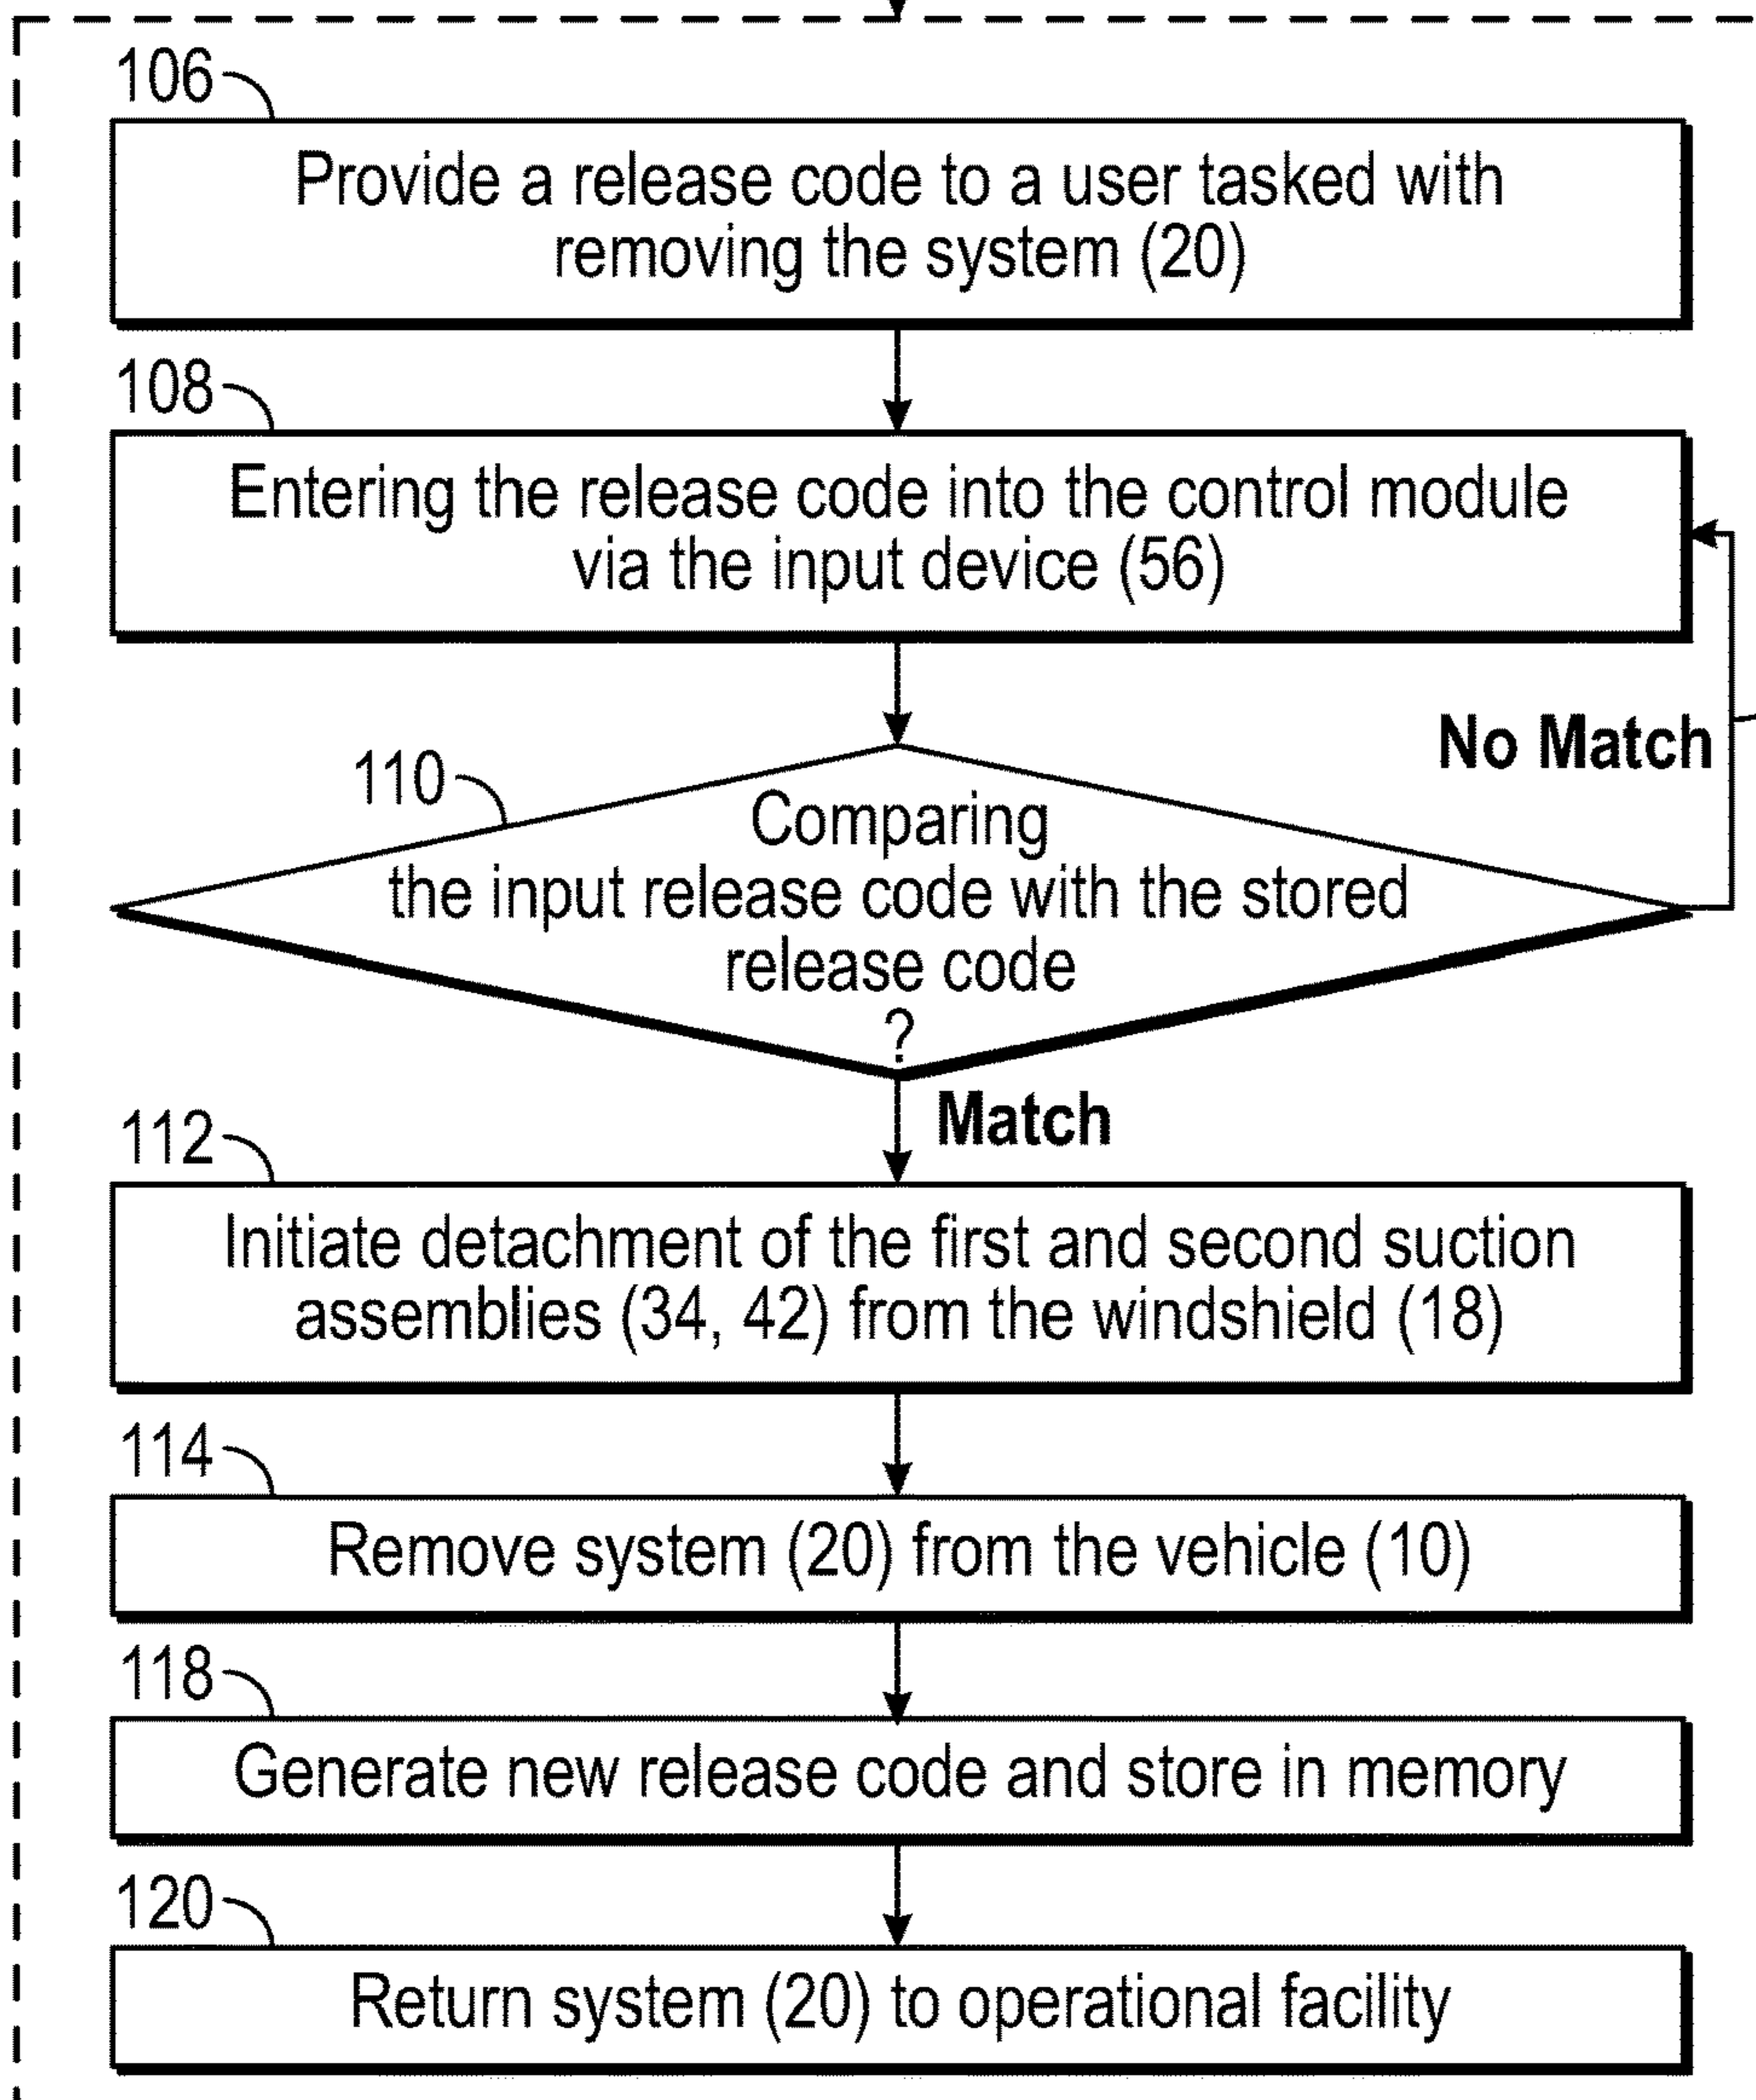 106
Provide a release code to a user tasked with
removing the system (20)
108
Entering the release code into the control module
via the input device (56)
No Match
110
Comparing
the input release code with the stored
release code
?
Match
112
Initiate detachment of the first and second suction
assemblies (34, 42) from the windshield (18)
114
Remove system (20) from the vehicle (10)
118
Generate new release code and store in memory
120
Return system (20) to operational facility